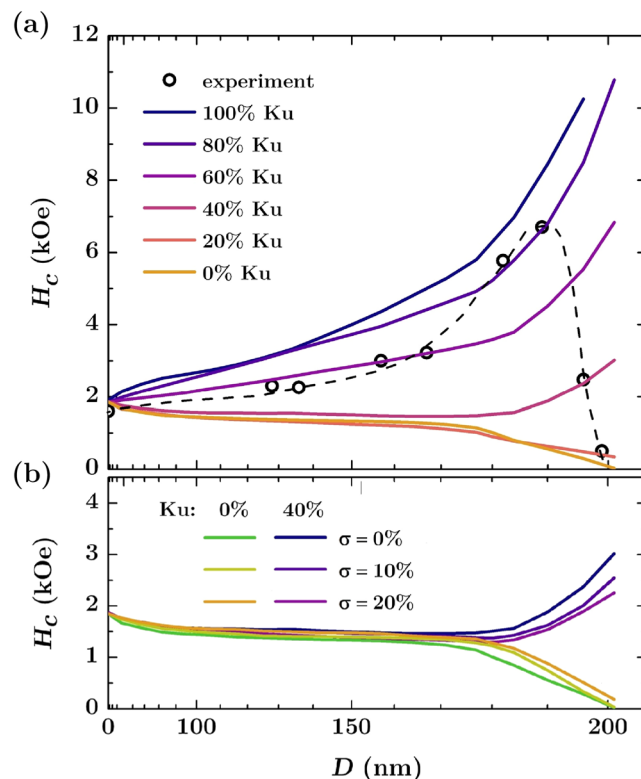 (a)
12
10
8
6
4
2
0
H_c (kOe)
experiment
100% Ku
80% Ku
60% Ku
40% Ku
20% Ku
0% Ku
(b)
4
3
2
1
0
H_c (kOe)
Ku: 0% 40%
σ = 0%
σ = 10%
σ = 20%
0 100 150 200
D (nm)